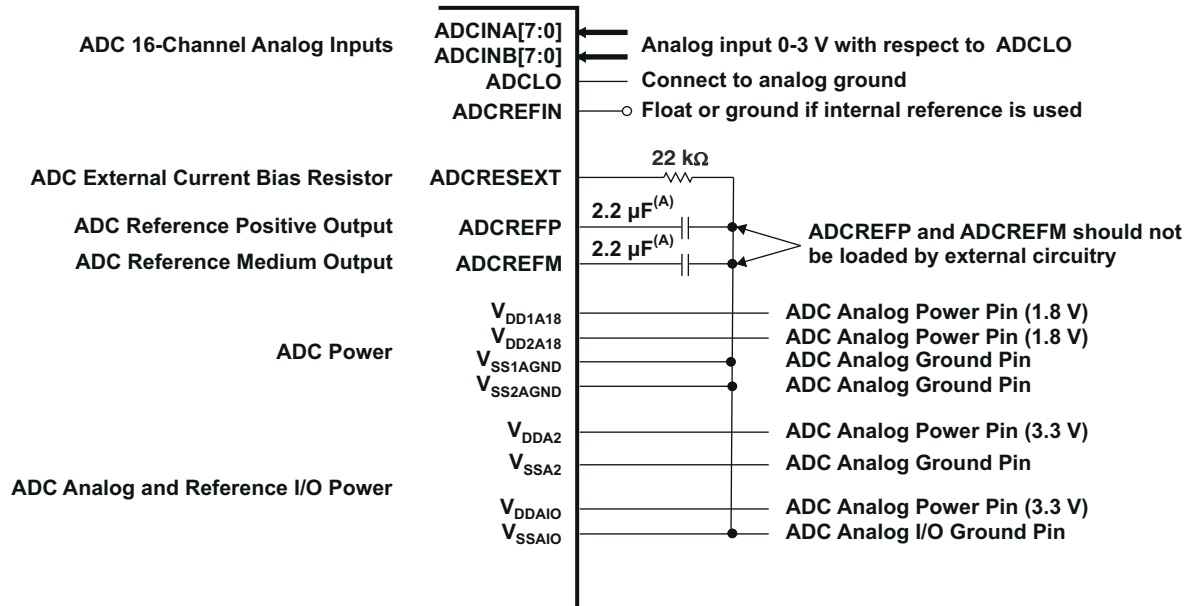 ADC 16-Channel Analog Inputs
ADCINA[7:0]
ADCINB[7:0]
Analog input 0-3 V with respect to ADCLO
ADCLO
Connect to analog ground
ADCREFIN
Float or ground if internal reference is used
22 kΩ
ADC External Current Bias Resistor
ADCRESEXT
2.2 µF(A)
ADC Reference Positive Output
ADCREFP
2.2 µF(A)
ADC Reference Medium Output
ADCREFM
ADCREFP and ADCREFM should not
be loaded by external circuitry
ADC Power
VDD1A18
ADC Analog Power Pin (1.8 V)
VDD2A18
ADC Analog Power Pin (1.8 V)
VSS1AGND
ADC Analog Ground Pin
VSS2AGND
ADC Analog Ground Pin
VDDA2
ADC Analog Power Pin (3.3 V)
VSSA2
ADC Analog Ground Pin
ADC Analog and Reference I/O Power
VDDAIO
ADC Analog Power Pin (3.3 V)
VSSAIO
ADC Analog I/O Ground Pin